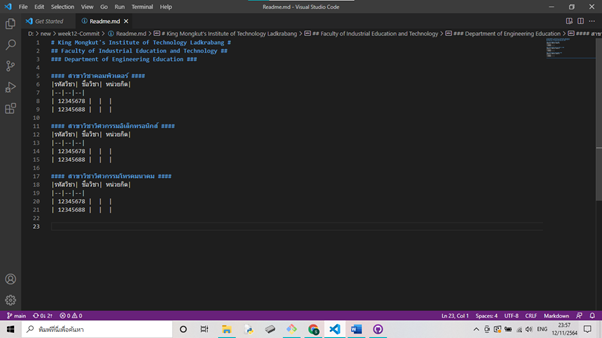 File Edit Selection View Go Run Terminal Help
Readme.md - Visual Studio Code
Get Started
Readme.md
D: > new > week12-Commit > Readme.md > # King Mongkut's Institute of Technology Ladkrabang > ## Faculty of Industrial Education and Technology > ### Department of Engineering Education >
1 # King Mongkut's Institute of Technology Ladkrabang #
2 ## Faculty of Industrial Education and Technology ##
3 ### Department of Engineering Education ###
4
5 #### สาขาวิชาคอมพิวเตอร์ ####
6 |รหัสวิชา| ชื่อวิชา| หน่วยกิต|
7 |--|--|--|
8 | 12345678 | | |
9 | 12345688 | | |
10
11 #### สาขาวิชาวิศวกรรมอิเล็กทรอนิกส์ ####
12 |รหัสวิชา| ชื่อวิชา| หน่วยกิต|
13 |--|--|--|
14 | 12345678 | | |
15 | 12345688 | | |
16
17 #### สาขาวิชาวิศวกรรมโทรคมนาคม ####
18 |รหัสวิชา| ชื่อวิชา| หน่วยกิต|
19 |--|--|--|
20 | 12345678 | | |
21 | 12345688 | | |
22
23
main 0↓ 2↑ 0 0
Ln 23, Col 1 Spaces: 4 UTF-8 CRLF Markdown
พิมพ์ที่นี่เพื่อค้นหา
ENG
23:57
12/11/2564